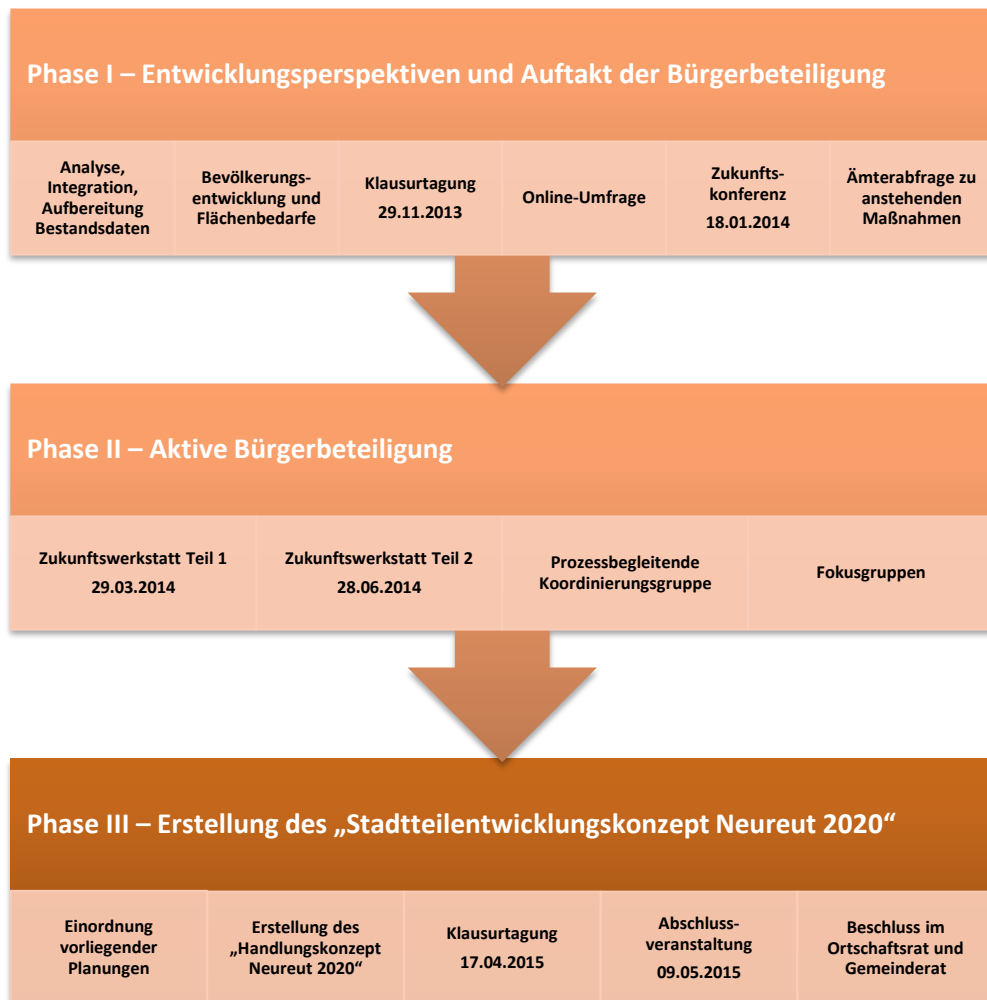 Phase I – Entwicklungsperspektiven und Auftakt der Bürgerbeteiligung
Analyse,
Integration,
Aufbereitung
Bestandsdaten
Bevölkerungs-
entwicklung und
Flächenbedarfe
Klausurtagung
29.11.2013
Online-Umfrage
Zukunfts-
konferenz
18.01.2014
Ämterabfrage zu
anstehenden
Maßnahmen
Phase II – Aktive Bürgerbeteiligung
Zukunftswerkstatt Teil 1
29.03.2014
Zukunftswerkstatt Teil 2
28.06.2014
Prozessbegleitende
Koordinierungsgruppe
Fokusgruppen
Phase III – Erstellung des „Stadtteilentwicklungskonzept Neureut 2020“
Einordnung
vorliegender
Planungen
Erstellung des
„Handlungskonzept
Neureut 2020“
Klausurtagung
17.04.2015
Abschluss-
veranstaltung
09.05.2015
Beschluss im
Ortschaftsrat und
Gemeinderat